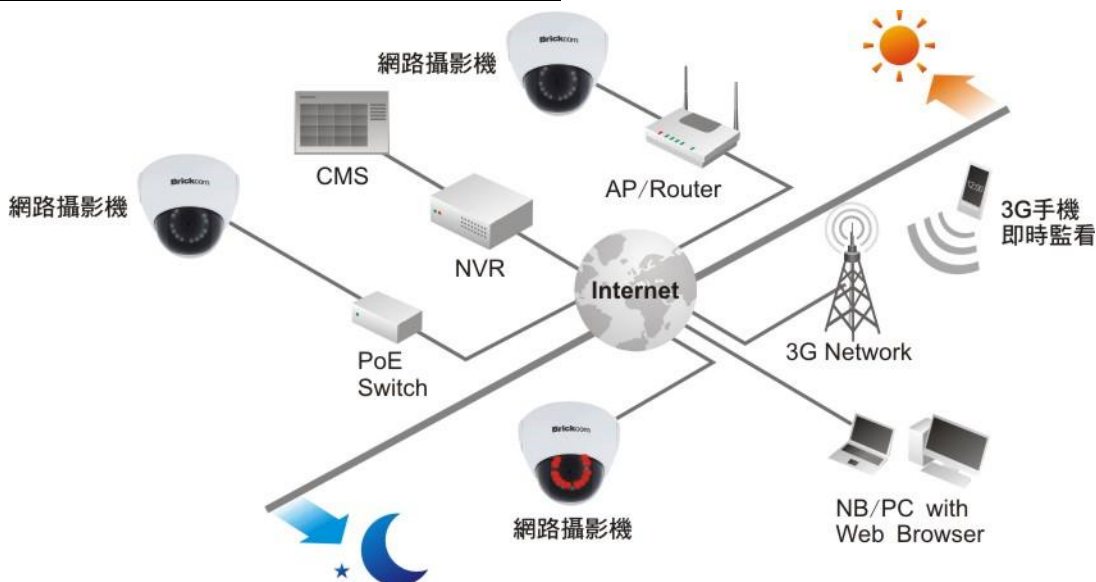 Brickcom
網路攝影機
CMS
AP/Router
Brickcom
網路攝影機
NVR
12:00
3G手機
即時監看
Internet
PoE
Switch
3G Network
Brickcom
網路攝影機
NB/PC with
Web Browser